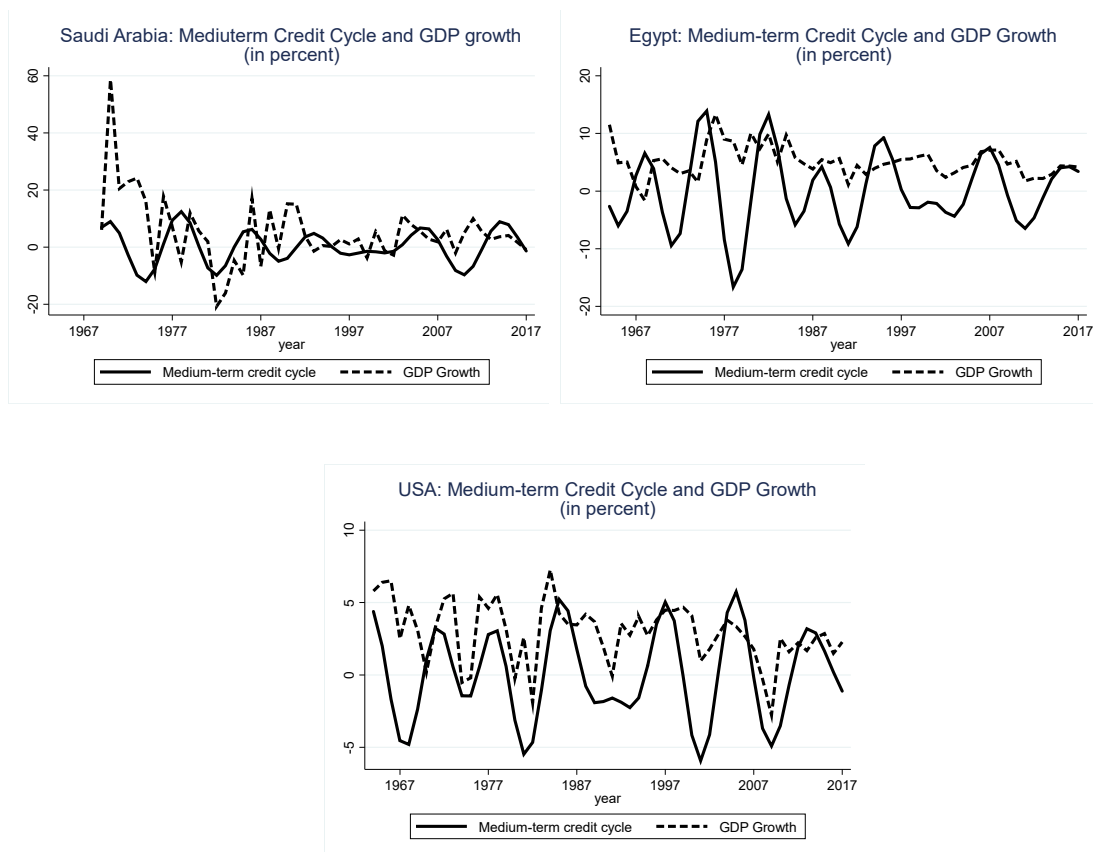 Saudi Arabia: Mediuterm Credit Cycle and GDP growth
(in percent)
60
40
20
0
-20
1967 1977 1987 1997 2007 2017
year
Medium-term credit cycle GDP Growth
Egypt: Medium-term Credit Cycle and GDP Growth
(in percent)
20
10
0
-10
-20
1967 1977 1987 1997 2007 2017
year
Medium-term credit cycle GDP Growth
USA: Medium-term Credit Cycle and GDP Growth
(in percent)
10
5
0
-5
1967 1977 1987 1997 2007 2017
year
Medium-term credit cycle GDP Growth